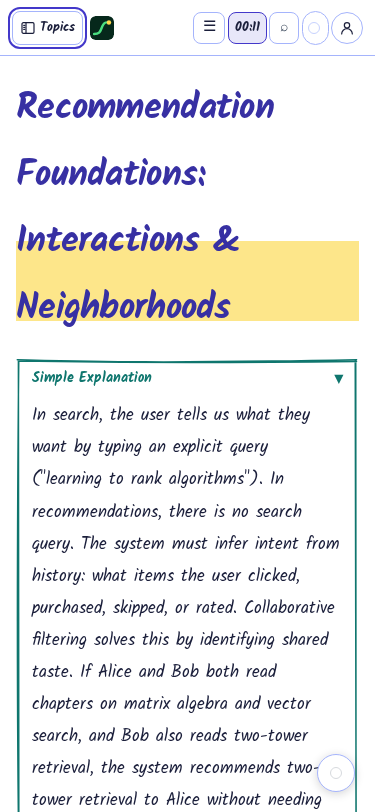 Topics
00:11
Recommendation
Foundations:
Interactions &
Neighborhoods
Simple Explanation
In search, the user tells us what they
want by typing an explicit query
("learning to rank algorithms"). In
recommendations, there is no search
query. The system must infer intent from
history: what items the user clicked,
purchased, skipped, or rated. Collaborative
filtering solves this by identifying shared
taste. If Alice and Bob both read
chapters on matrix algebra and vector
search, and Bob also reads two-tower
retrieval, the system recommends two-
tower retrieval to Alice without needing